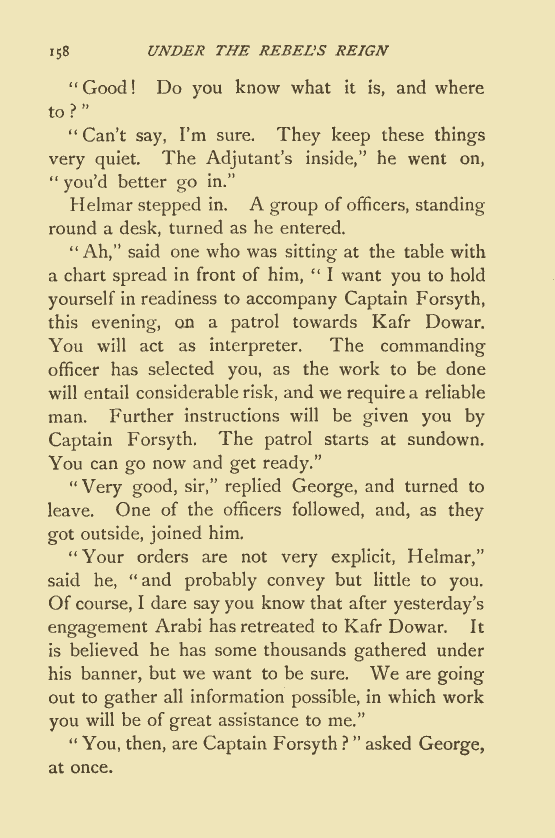 158 UNDER THE REBEL'S REIGN
"Good! Do you know what it is, and where
to?"
"Can't say, I'm sure. They keep these things
very quiet. The Adjutant's inside," he went on,
"you'd better go in."
Helmar stepped in. A group of officers, standing
round a desk, turned as he entered.
"Ah," said one who was sitting at the table with
a chart spread in front of him, "I want you to hold
yourself in readiness to accompany Captain Forsyth,
this evening, on a patrol towards Kafr Dowar.
You will act as interpreter. The commanding
officer has selected you, as the work to be done
will entail considerable risk, and we require a reliable
man. Further instructions will be given you by
Captain Forsyth. The patrol starts at sundown.
You can go now and get ready."
"Very good, sir," replied George, and turned to
leave. One of the officers followed, and, as they
got outside, joined him.
"Your orders are not very explicit, Helmar,"
said he, "and probably convey but little to you.
Of course, I dare say you know that after yesterday's
engagement Arabi has retreated to Kafr Dowar. It
is believed he has some thousands gathered under
his banner, but we want to be sure. We are going
out to gather all information possible, in which work
you will be of great assistance to me."
"You, then, are Captain Forsyth?" asked George,
at once.